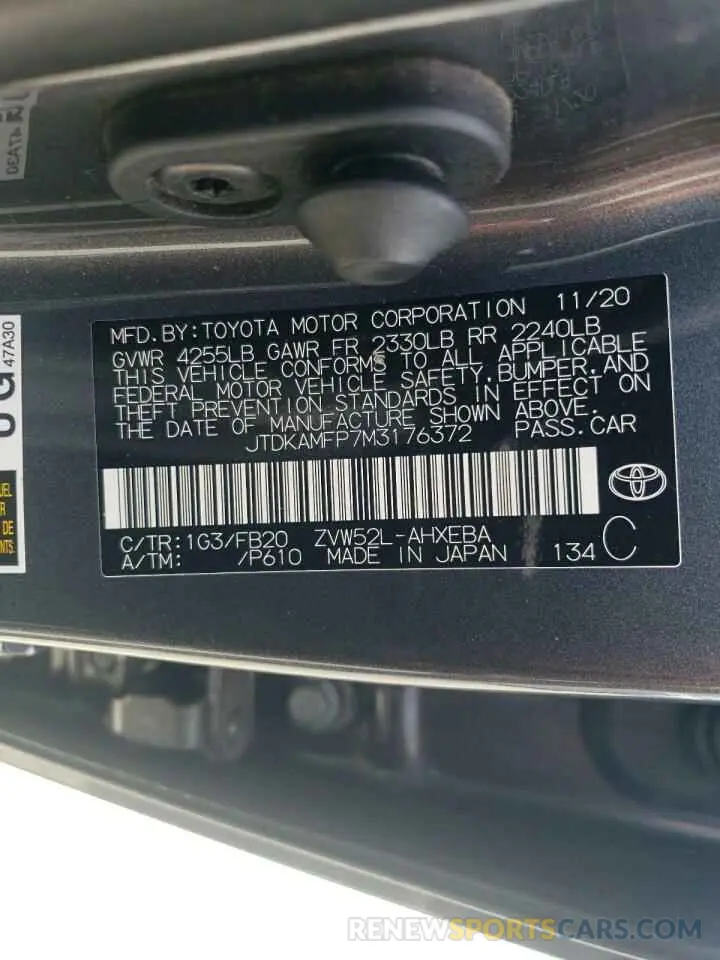 47A30
MFD.BY:TOYOTA MOTOR CORPORATION 11/20
GVWR 4255LB GAWR FR 2330LB RR 2240LB
THIS VEHICLE CONFORMS TO ALL APPLICABLE
FEDERAL MOTOR VEHICLE SAFETY,BUMPER,AND
THEFT PREVENTION STANDARDS IN EFFECT ON
THE DATE OF MANUFACTURE SHOWN ABOVE.
JTDKAMFP7M3176372 PASS.CAR
C/TR:1G3/FB20 ZVW52L-AHXEBA
A/TM: /P610 MADE IN JAPAN 134 C
DE
NTS.
RENEWSPORTSCARS.COM